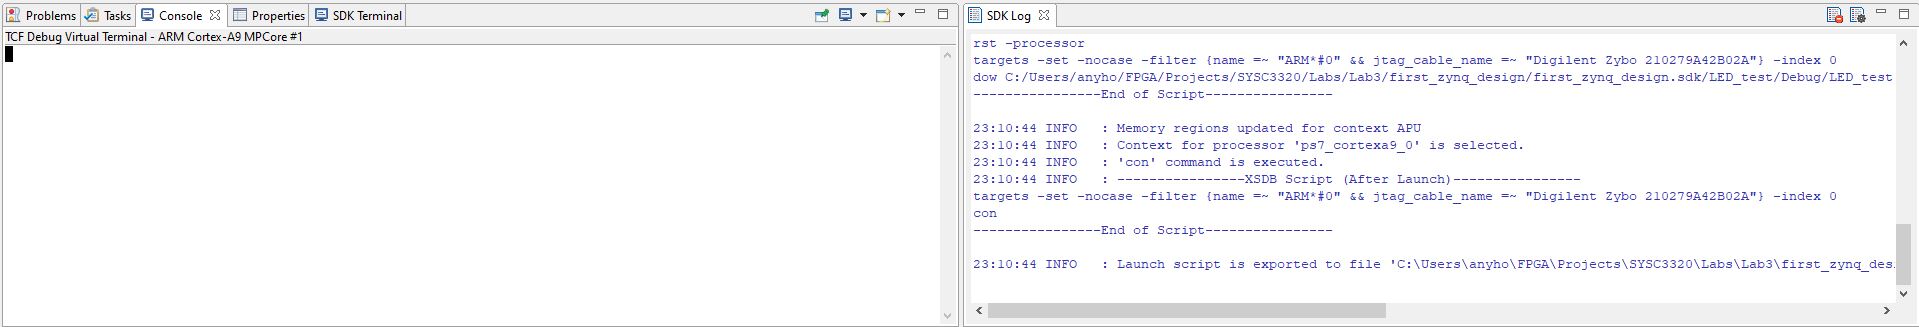 Problems Tasks Console Properties SDK Terminal
TCF Debug Virtual Terminal - ARM Cortex-A9 MPCore #1
SDK Log
rst -processor
targets -set -nocase -filter {name =~ "ARM*#0" && jtag_cable_name =~ "Digilent Zybo 210279A42B02A"} -index 0
dow C:/Users/anyho/FPGA/Projects/SYSC3320/Labs/Lab3/first_zynq_design/first_zynq_design.sdk/LED_test/Debug/LED_test
----------------End of Script----------------
23:10:44 INFO : Memory regions updated for context APU
23:10:44 INFO : Context for processor 'ps7_cortexa9_0' is selected.
23:10:44 INFO : 'con' command is executed.
23:10:44 INFO : ----------------XSDB Script (After Launch)----------------
targets -set -nocase -filter {name =~ "ARM*#0" && jtag_cable_name =~ "Digilent Zybo 210279A42B02A"} -index 0
con
----------------End of Script----------------
23:10:44 INFO : Launch script is exported to file 'C:\Users\anyho\FPGA\Projects\SYSC3320\Labs\Lab3\first_zynq_des